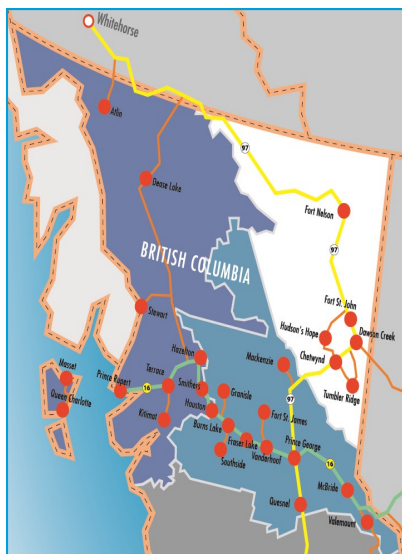 Whitehorse
Atlin
97
Dease Lake
Fort Nelson
97
BRITISH COLUMBIA
Fort St. John
Stewart
Dawson Creek
Hudson's Hope
Chetwynd
Hazelton
Mackenzie
Tumbler Ridge
Masset
Terrace
Prince Rupert
16
Smithers
Granisle
97
Queen Charlotte
Houston
Fort St. James
Kitimat
Burns Lake
Prince George
Fraser Lake
Vanderhoof
16
Southside
McBride
Quesnel
Valemount